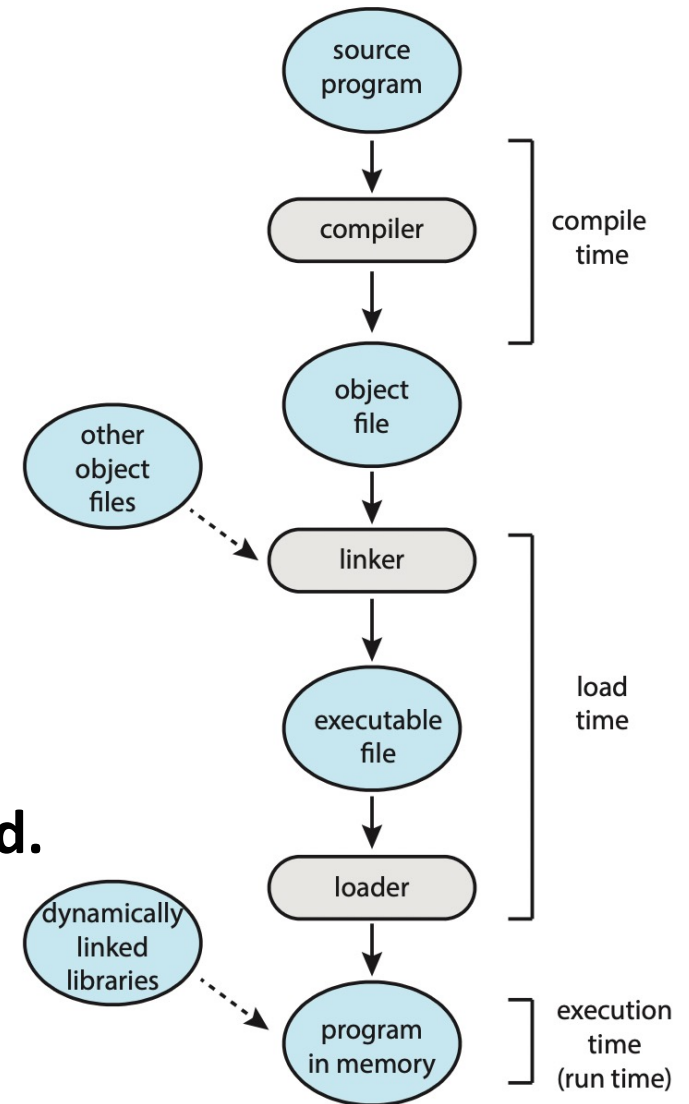 source
program
compiler
compile
time
object
file
other
object
files
linker
executable
file
load
time
d.
loader
dynamically
linked
libraries
program
in memory
execution
time
(run time)